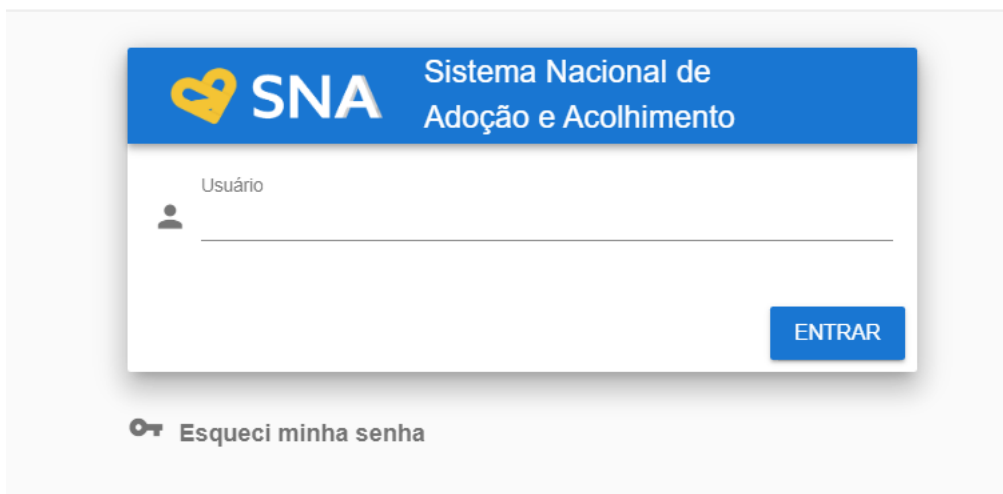 SNA
Sistema Nacional de
Adoção e Acolhimento
Usuário
ENTRAR
Esqueci minha senha